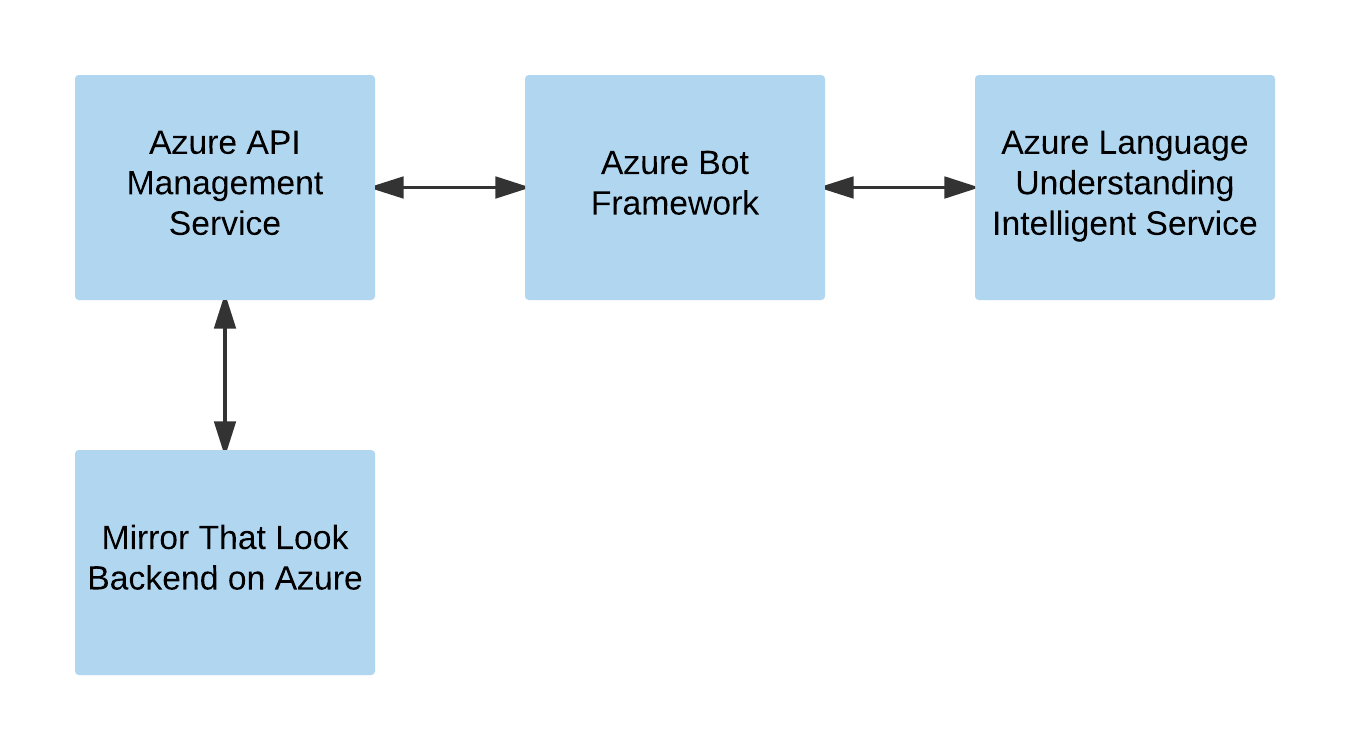 Azure API
Management
Service
Azure Bot
Framework
Azure Language
Understanding
Intelligent Service
Mirror That Look
Backend on Azure